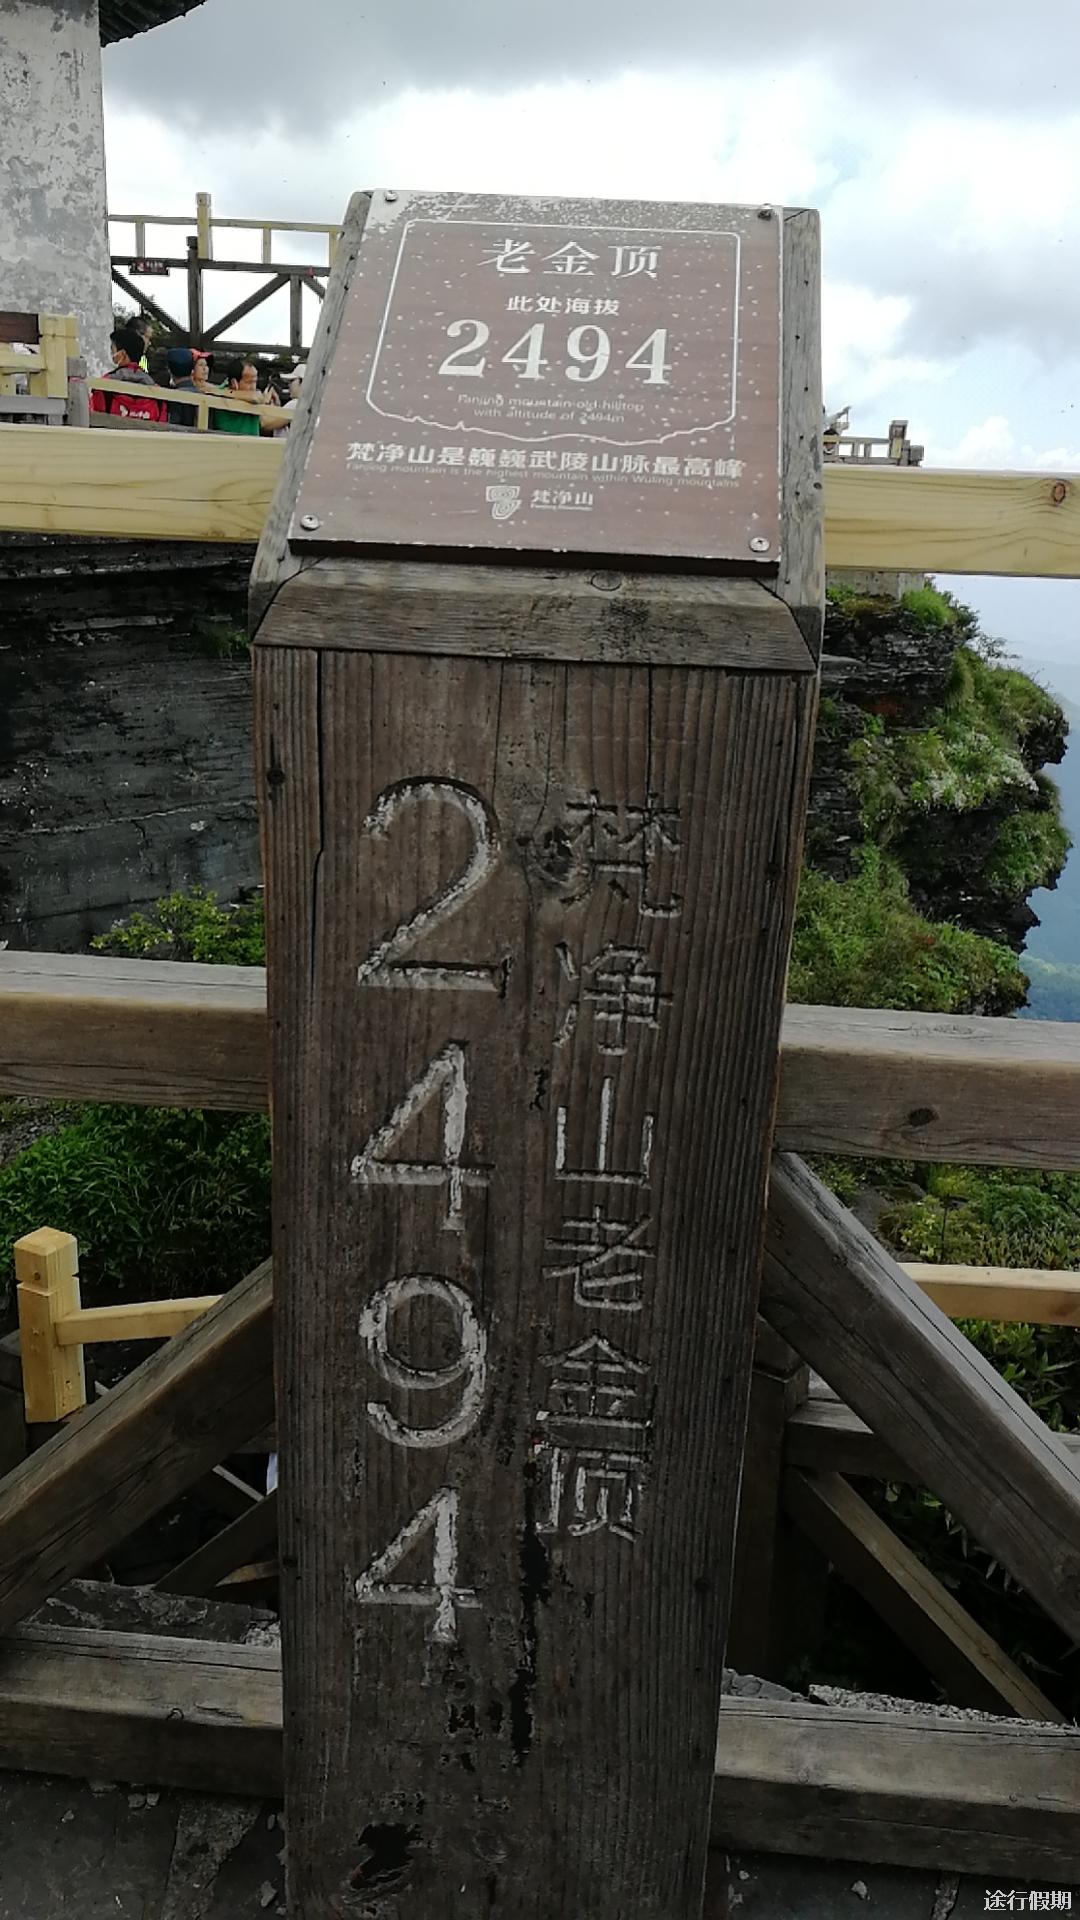 老金顶
此处海拔
2494
Fanjing mountain-old-hilltop
with altitude of 2494m
梵净山是巍巍武陵山脉最高峰
Fanjing mountain is the highest mountain within Wuling mountains
梵净山
Fanjing Mountain
2494
梵净山老金顶
途行假期